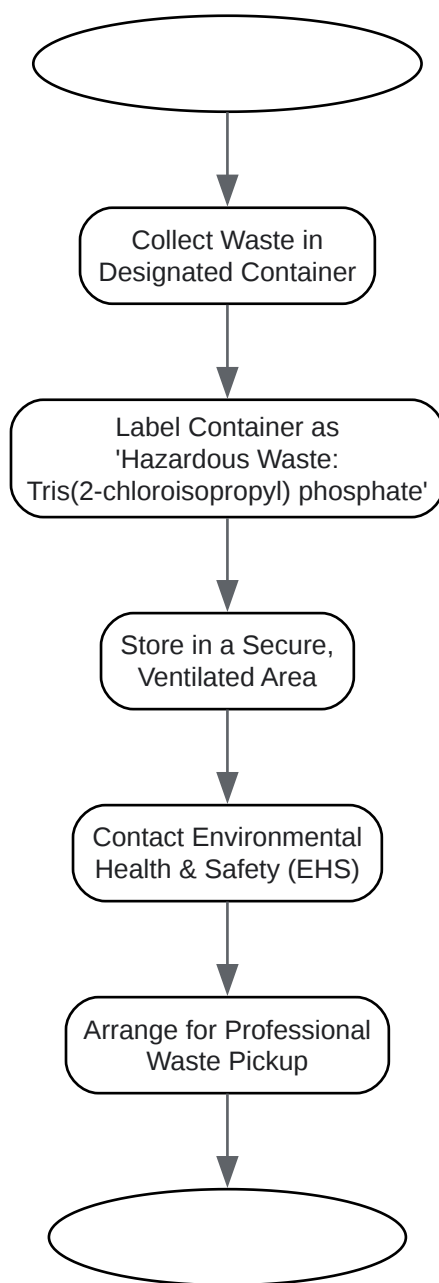 Collect Waste in
Designated Container
Label Container as
'Hazardous Waste:
Tris(2-chloroisopropyl) phosphate'
Store in a Secure,
Ventilated Area
Contact Environmental
Health & Safety (EHS)
Arrange for Professional
Waste Pickup